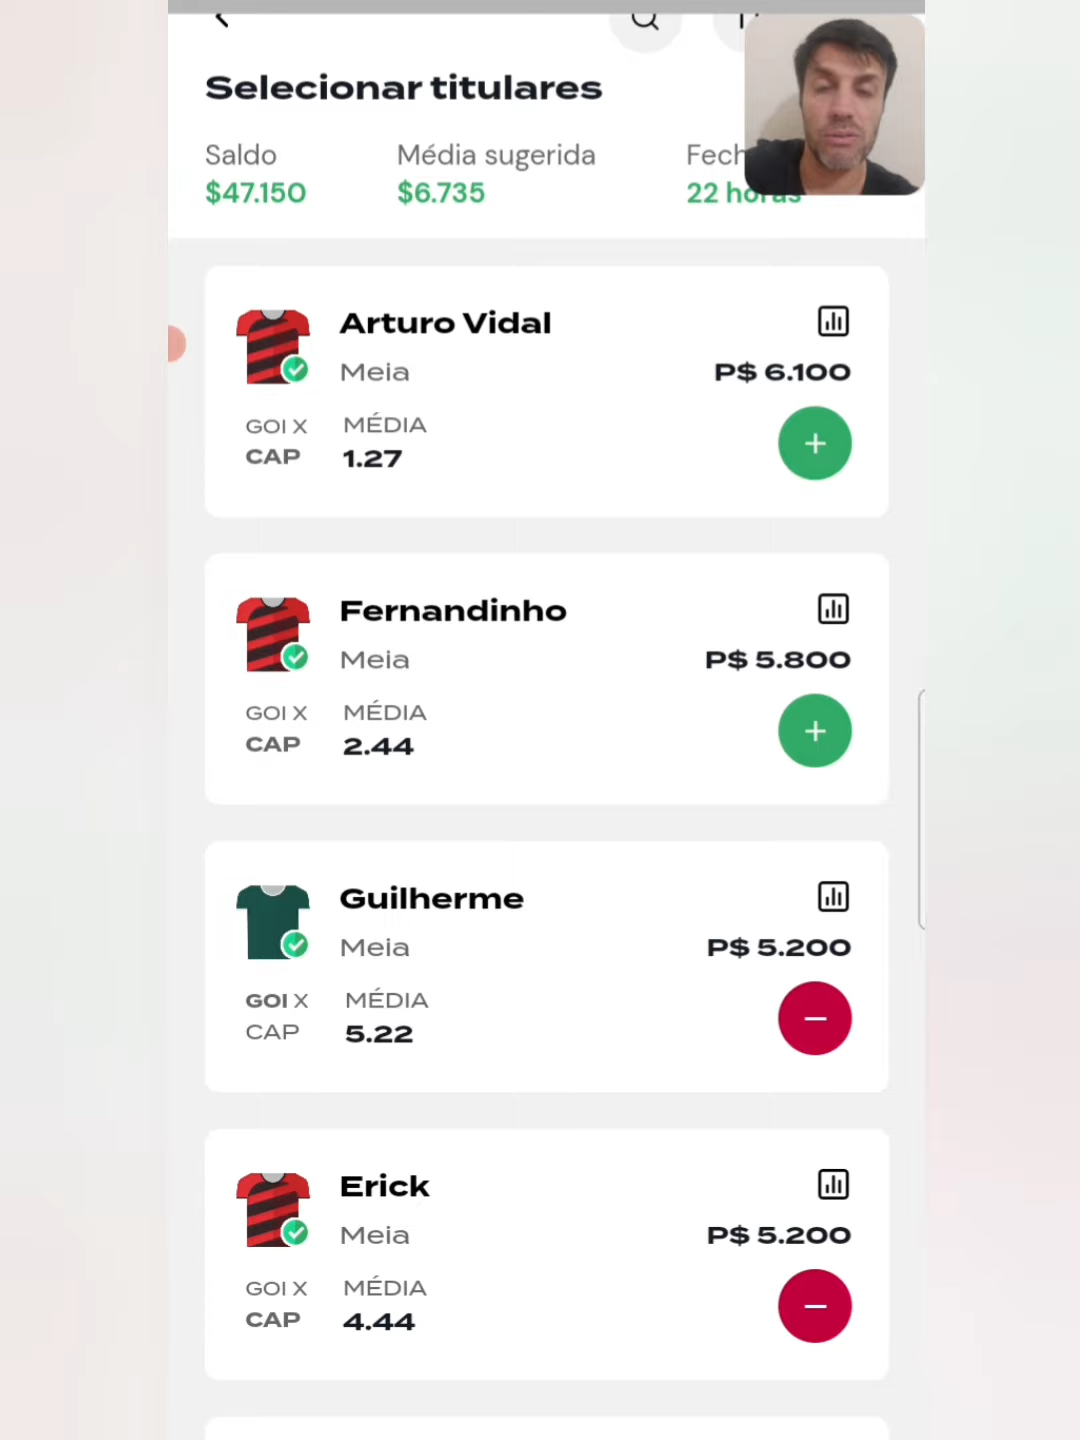 Selecionar titulares
Saldo
Média sugerida
$47.150
$6.735
22 horas
Arturo Vidal
Meia
P$ 6.100
GOI X
MÉDIA
CAP
1.27
Fernandinho
Meia
P$ 5.800
GOI X
MÉDIA
CAP
2.44
Guilherme
Meia
P$ 5.200
GOI X
MÉDIA
CAP
5.22
Erick
Meia
P$ 5.200
GOI X
MÉDIA
CAP
4.44